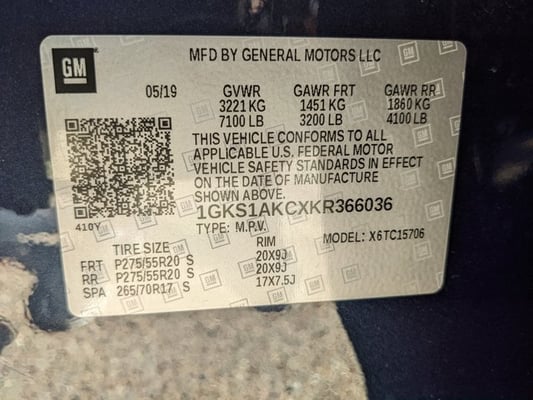 GM
MFD BY GENERAL MOTORS LLC
05/19 GVWR GAWR FRT GAWR RR
3221 KG 1451 KG 1860 KG
7100 LB 3200 LB 4100 LB
THIS VEHICLE CONFORMS TO ALL
APPLICABLE U.S. FEDERAL MOTOR
VEHICLE SAFETY STANDARDS IN EFFECT
ON THE DATE OF MANUFACTURE
SHOWN ABOVE.
1GKS1AKCXKR366036
410Y
TYPE: M.P.V. MODEL: X6TC15706
TIRE SIZE RIM
FRT P275/55R20 S 20X9J
RR P275/55R20 S 20X9J
SPA 265/70R17 S 17X7.5J